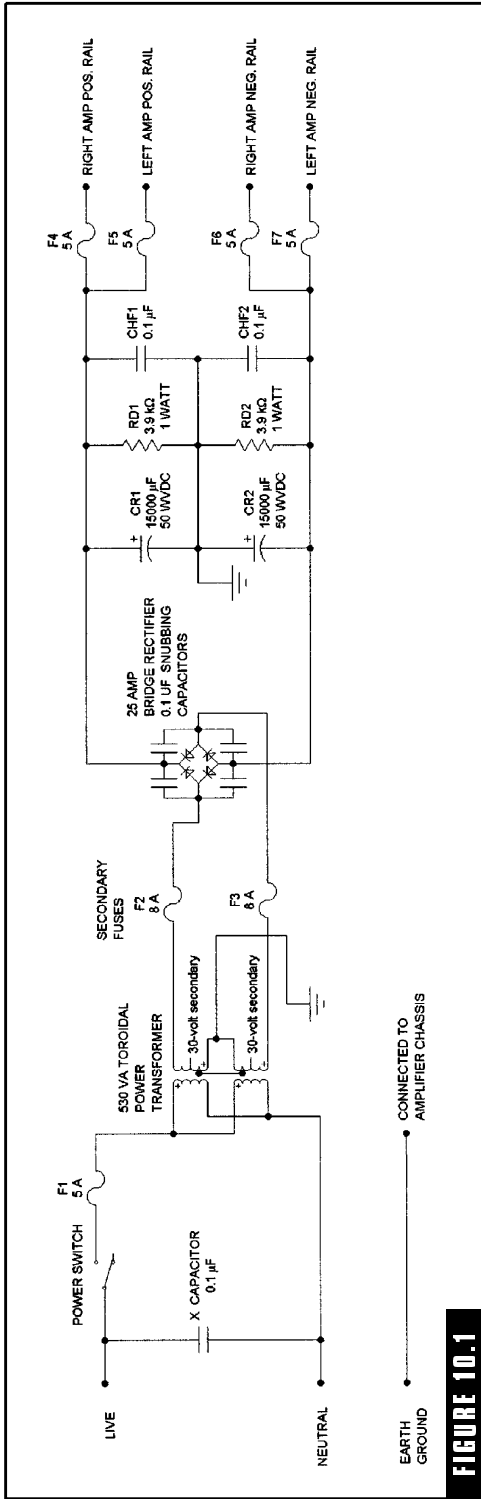 LIVE
NEUTRAL
EARTH
GROUND
POWER SWITCH
X CAPACITOR
0.1 µF
F1
5 A
CONNECTED TO
AMPLIFIER CHASSIS
530 VA TOROIDAL
POWER
TRANSFORMER
+
+
+
+
30-volt secondary
30-volt secondary
SECONDARY
FUSES
F2
8 A
F3
8 A
25 AMP
BRIDGE RECTIFIER
0.1 UF SNUBBING
CAPACITORS
+
CR1
15000 µF
50 WVDC
+
CR2
15000 µF
50 WVDC
RD1
3.9 kΩ
1 WATT
RD2
3.9 kΩ
1 WATT
CHF1
0.1 µF
CHF2
0.1 µF
F4
5 A
F5
5 A
F6
5 A
F7
5 A
RIGHT AMP POS. RAIL
LEFT AMP POS. RAIL
RIGHT AMP NEG. RAIL
LEFT AMP NEG. RAIL
FIGURE 10.1